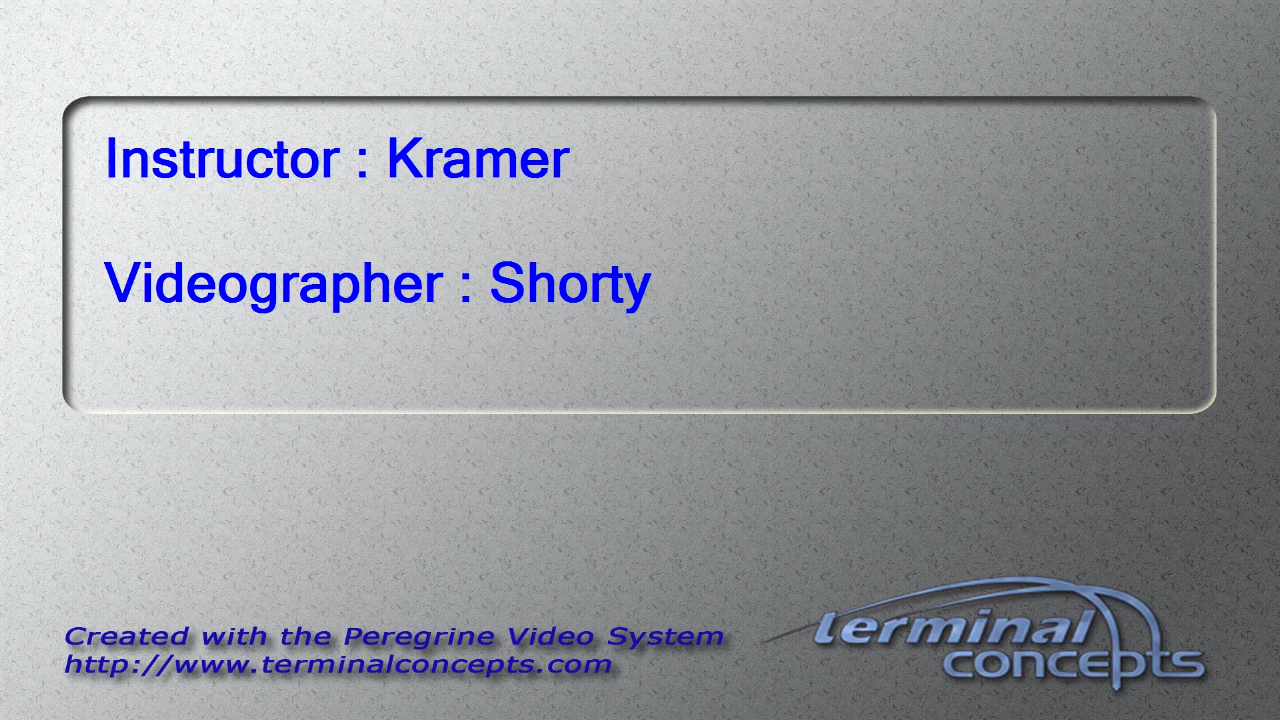 Instructor : Kramer
Videographer : Shorty
Created with the Peregrine Video System
http://www.terminalconcepts.com
terminal
concepts